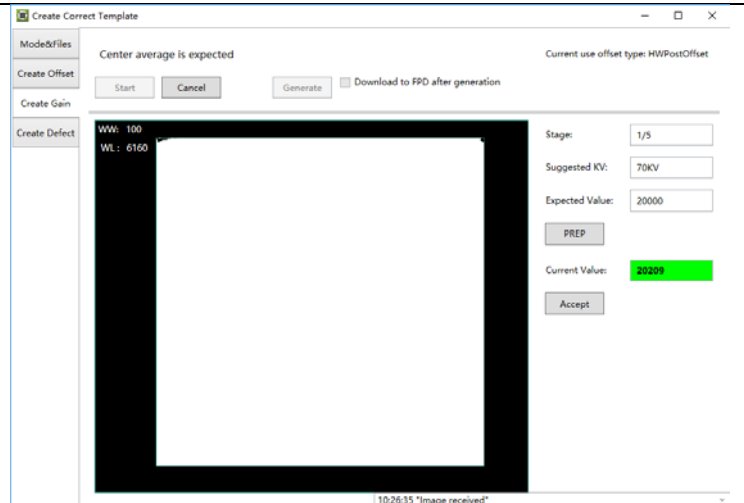 Create Correct Template
Mode&Files
Create Offset
Create Gain
Create Defect
Center average is expected
Current use offset type: HWPostOffset
Start
Cancel
Generate
Download to FPD after generation
WW: 100
WL: 6160
Stage:
1/5
Suggested KV:
70KV
Expected Value:
20000
PREP
Current Value:
20209
Accept
10:26:35 "Image received"